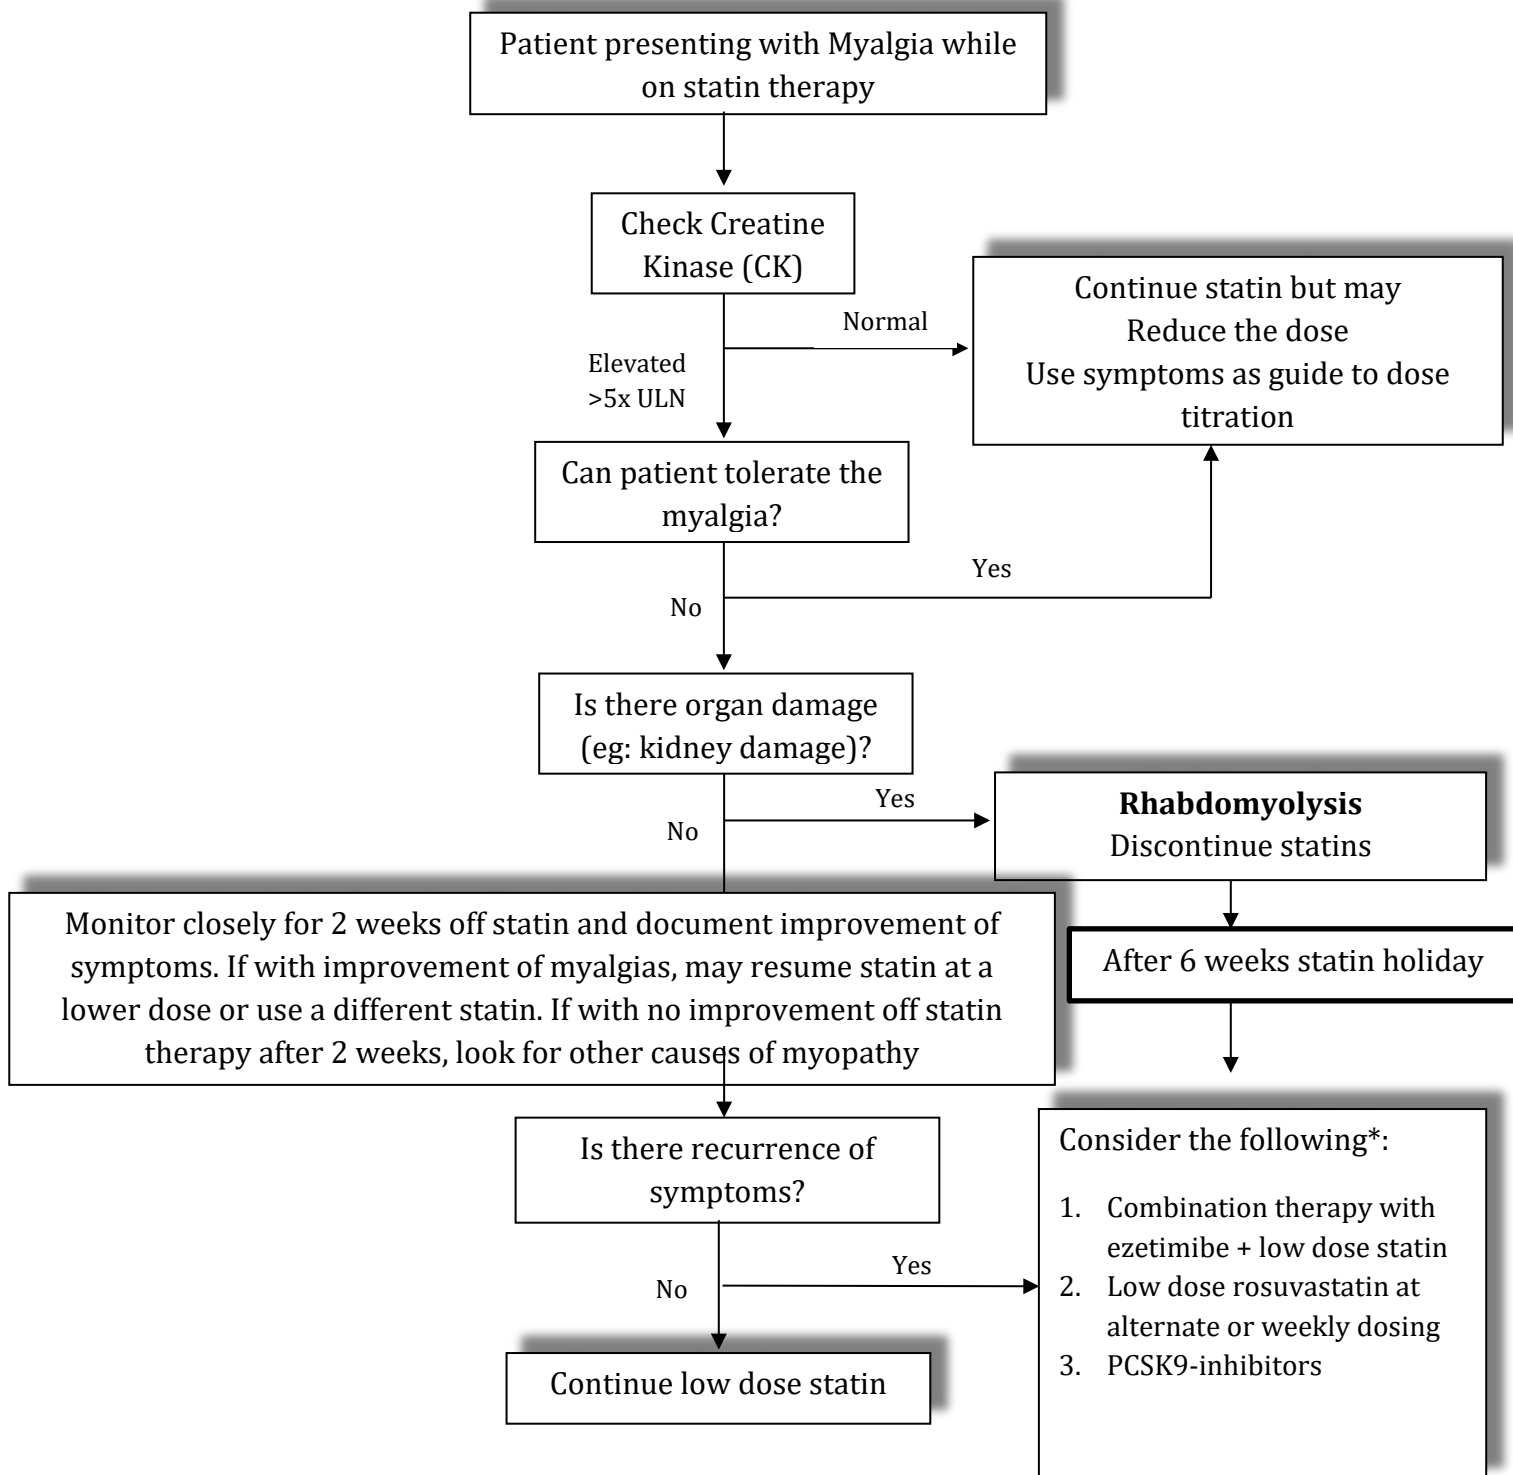 Patient presenting with Myalgia while
on statin therapy
Check Creatine
Kinase (CK)
Normal
Continue statin but may
Reduce the dose
Use symptoms as guide to dose
titration
Elevated
>5x ULN
Can patient tolerate the
myalgia?
Yes
No
Is there organ damage
(eg: kidney damage)?
Yes
No
Rhabdomyolysis
Discontinue statins
Monitor closely for 2 weeks off statin and document improvement of
symptoms. If with improvement of myalgias, may resume statin at a
lower dose or use a different statin. If with no improvement off statin
therapy after 2 weeks, look for other causes of myopathy
After 6 weeks statin holiday
Is there recurrence of
symptoms?
Yes
No
Consider the following*:
1. Combination therapy with
ezetimibe + low dose statin
2. Low dose rosuvastatin at
alternate or weekly dosing
3. PCSK9-inhibitors
Continue low dose statin